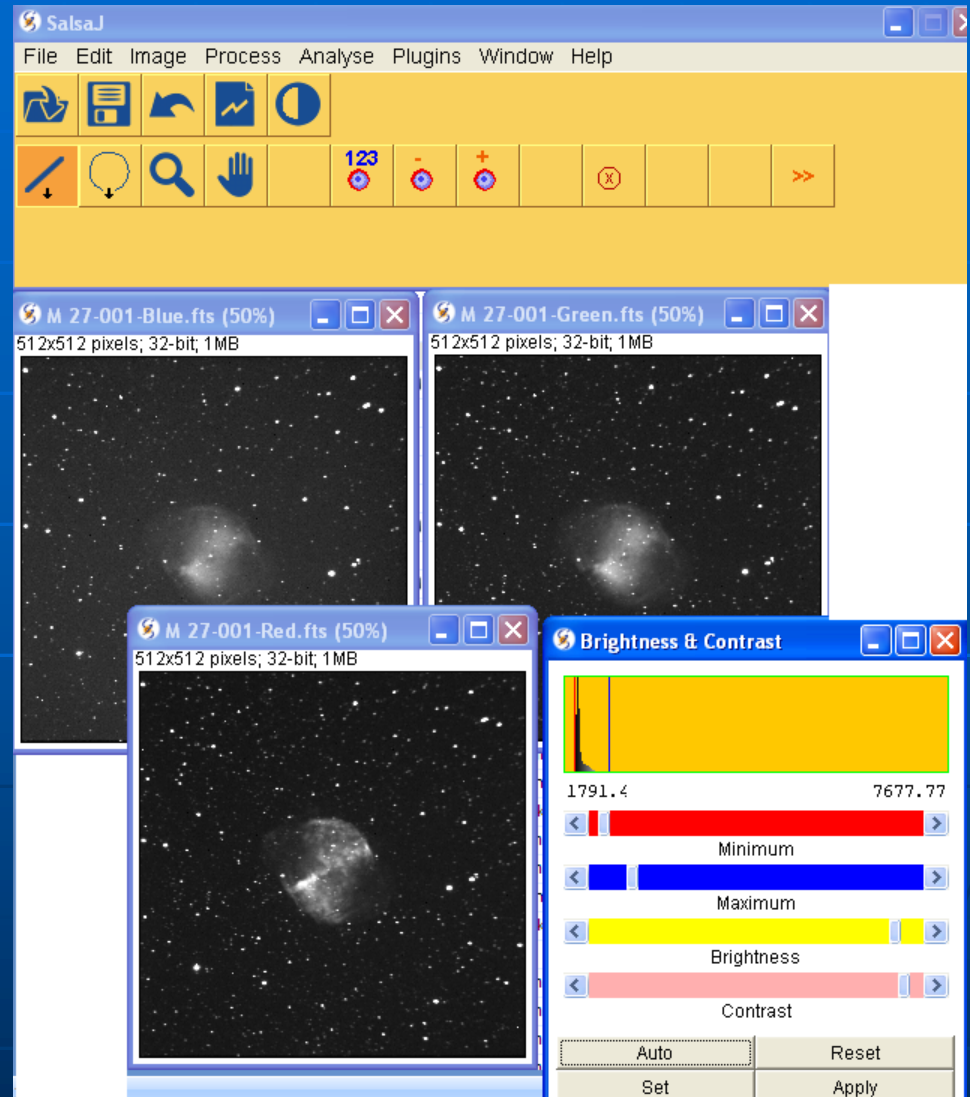 SalsaJ
File Edit Image Process Analyse Plugins Window Help
123
- +
X
>>
M 27-001-Blue.fts (50%)
512x512 pixels; 32-bit; 1MB
M 27-001-Green.fts (50%)
512x512 pixels; 32-bit; 1MB
M 27-001-Red.fts (50%)
512x512 pixels; 32-bit; 1MB
Brightness & Contrast
1791.4 7677.77
Minimum
Maximum
Brightness
Contrast
Auto Reset
Set Apply